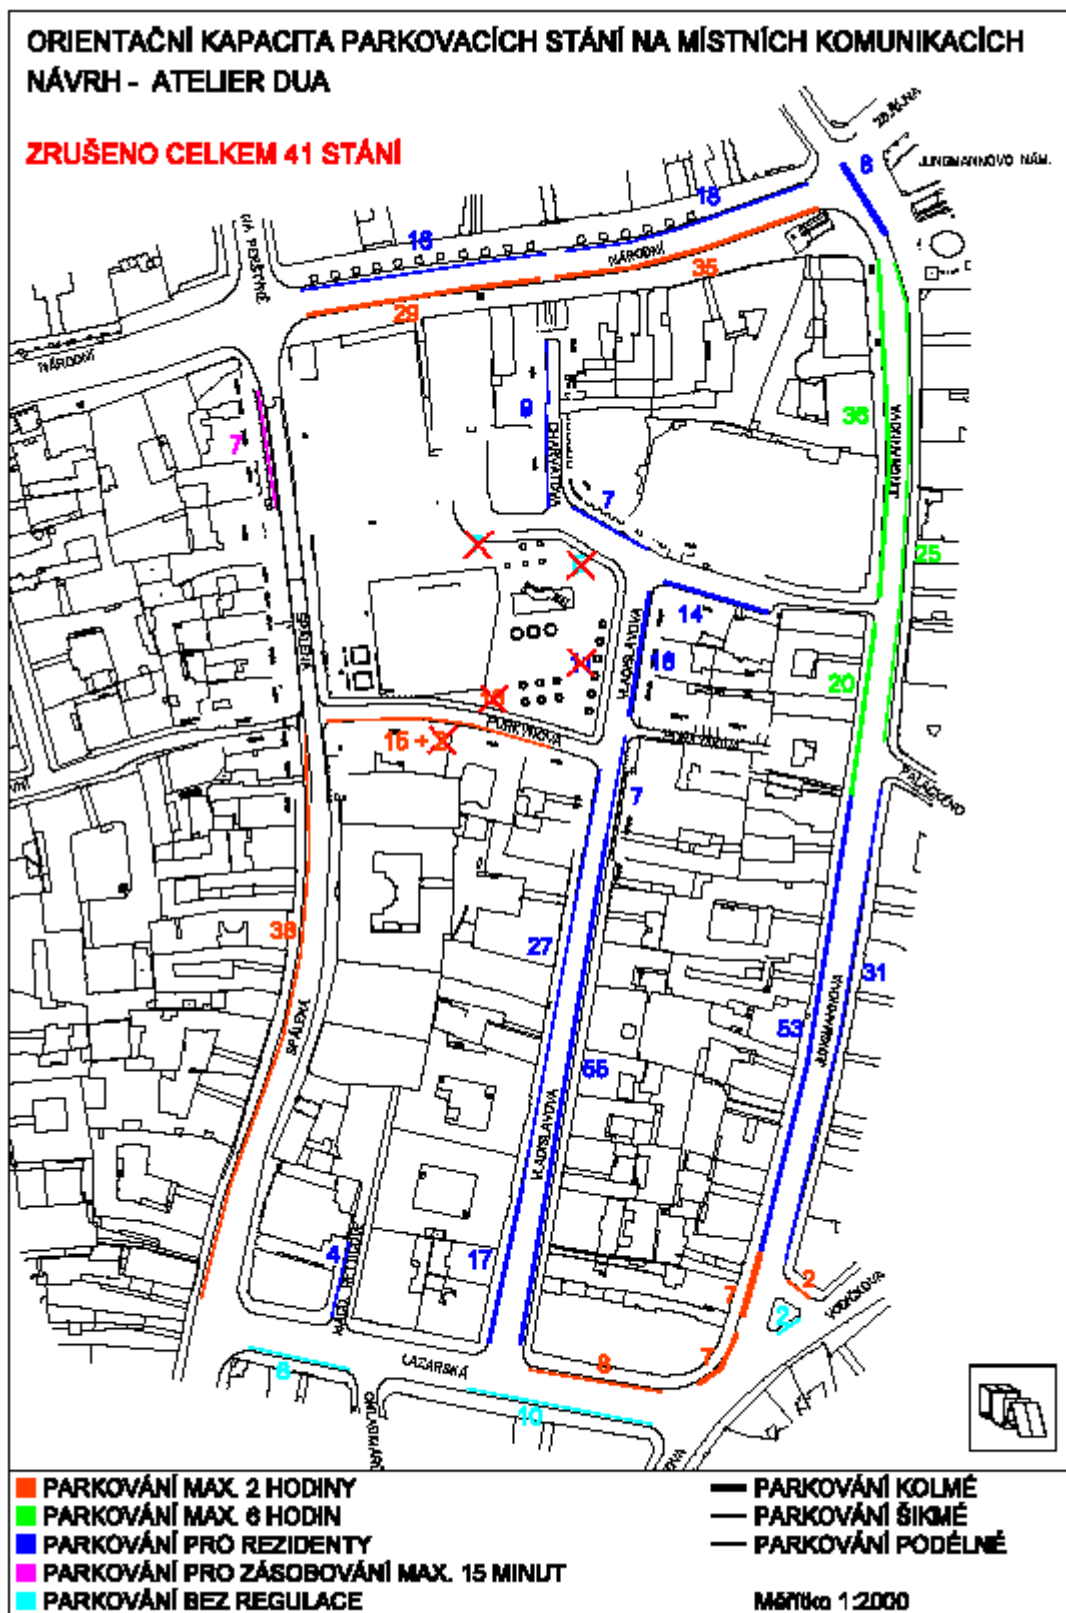 ORIENTAČNÍ KAPACITA PARKOVACÍCH STÁNÍ NA MÍSTNÍCH KOMUNIKACÍCH
NÁVRH - ATELIER DUA
ZRUŠENO CELKEM 41 STÁNÍ
JUNGMANNOVO NÁM.
8
18
16
NÁRODNÍ
35
29
NÁRODNÍ
9
36
JUNGMANNOVA
7
7
25
14
16
VLADISLAVOVA
20
SPÁLENÁ
PURKYŇOVA
15 +
PALACKÉHO
7
38
27
31
53
JUNGMANNOVA
SPÁLENÁ
55
VLADISLAVOVA
4
17
7
2
VODIČKOVA
2
7
8
LAZARSKÁ
6
10
PARKOVÁNÍ MAX. 2 HODINY
PARKOVÁNÍ MAX. 6 HODIN
PARKOVÁNÍ PRO REZIDENTY
PARKOVÁNÍ PRO ZÁSOBOVÁNÍ MAX. 15 MINUT
PARKOVÁNÍ BEZ REGULACE
PARKOVÁNÍ KOLMÉ
PARKOVÁNÍ ŠIKMÉ
PARKOVÁNÍ PODÉLNÉ
Měřítko 1:2000